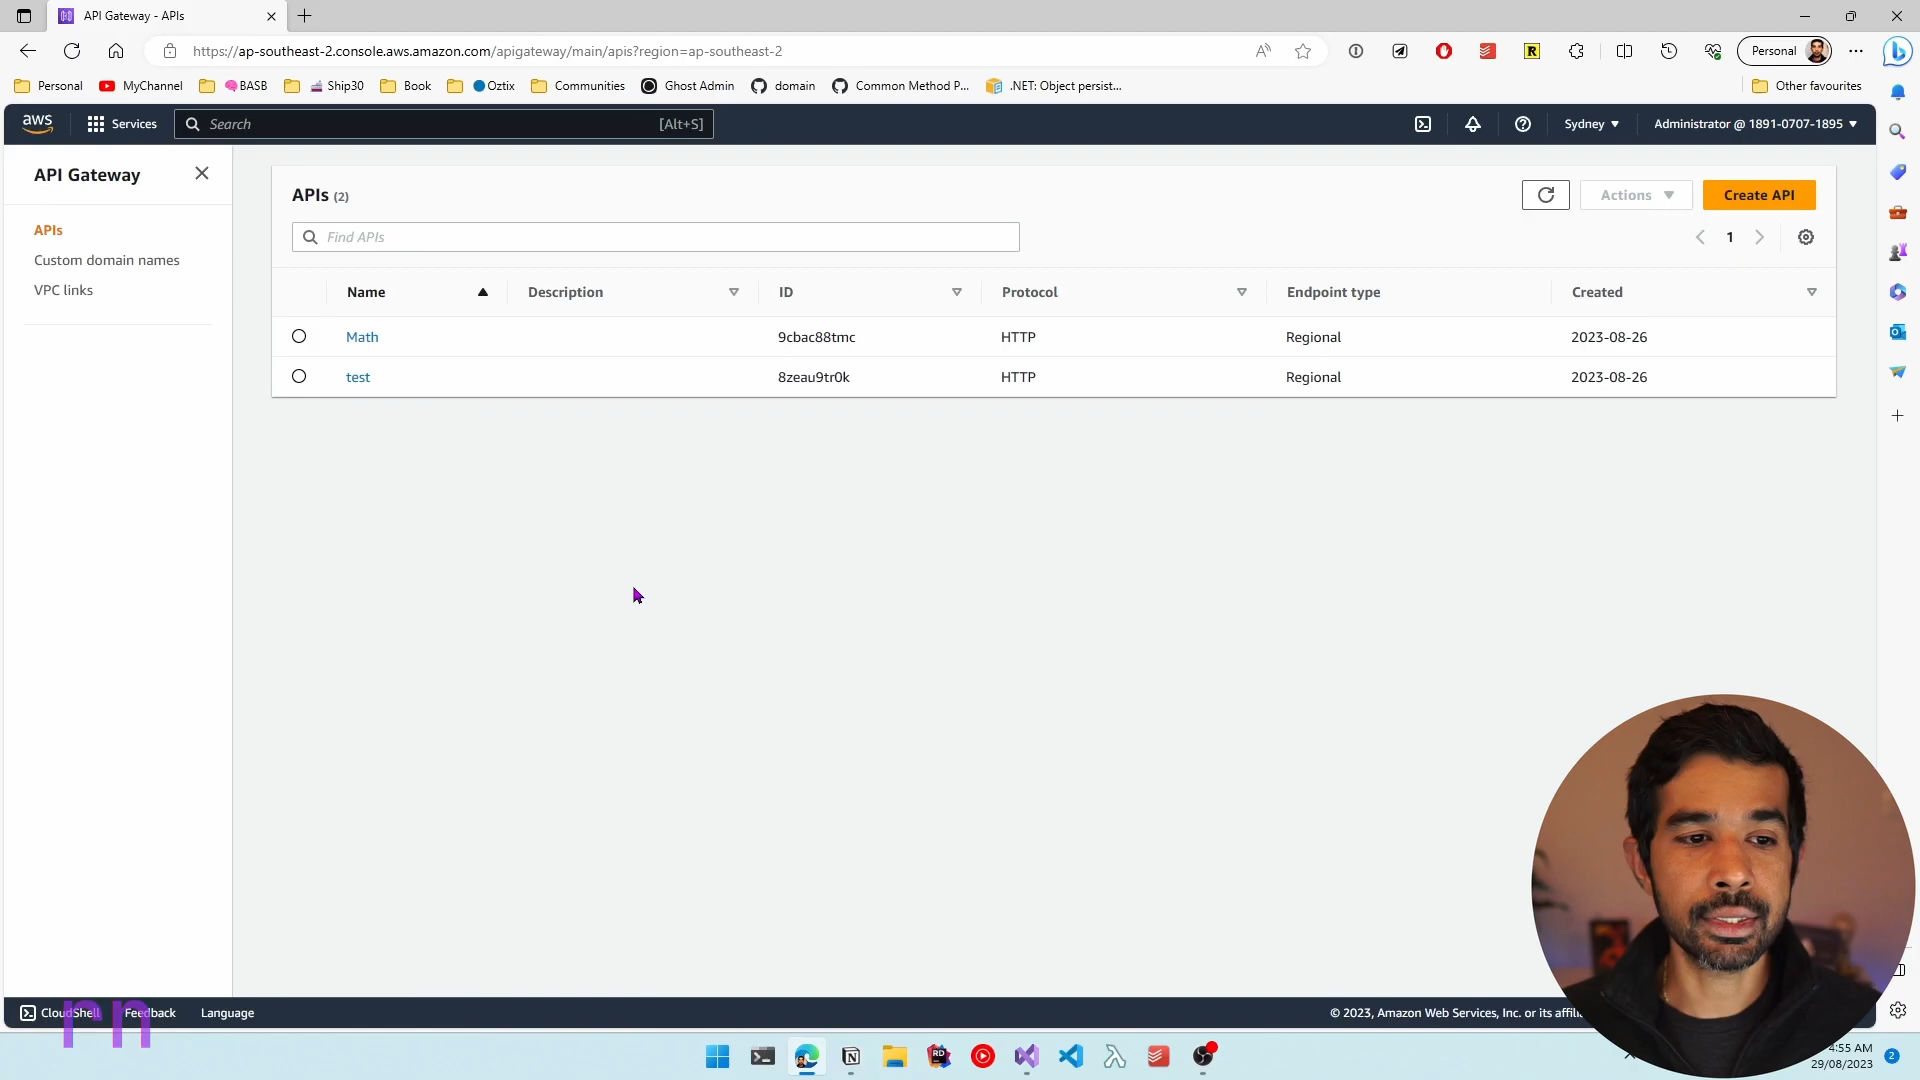 API Gateway - APIs
https://ap-southeast-2.console.aws.amazon.com/apigateway/main/apis?region=ap-southeast-2
Personal
Personal
MyChannel
BASB
Ship30
Book
Oztix
Communities
Ghost Admin
domain
Common Method P...
.NET: Object persist...
Other favourites
aws
Services
Search
[Alt+S]
Sydney
Administrator @ 1891-0707-1895
API Gateway
APIs
Custom domain names
VPC links
APIs (2)
Actions
Create API
Find APIs
1
Name Description ID Protocol Endpoint type Created
Math 9cbac88tmc HTTP Regional 2023-08-26
test 8zeau9tr0k HTTP Regional 2023-08-26
CloudShell
Feedback
Language
© 2023, Amazon Web Services, Inc. or its
rn
4:55 AM
29/08/2023
2